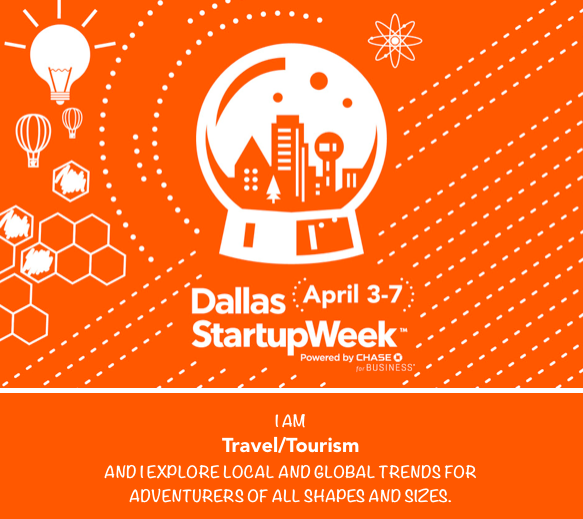 Dallas April 3-7
StartupWeek™
Powered by CHASE
for BUSINESS®
I AM
Travel/Tourism
AND I EXPLORE LOCAL AND GLOBAL TRENDS FOR
ADVENTURERS OF ALL SHAPES AND SIZES.